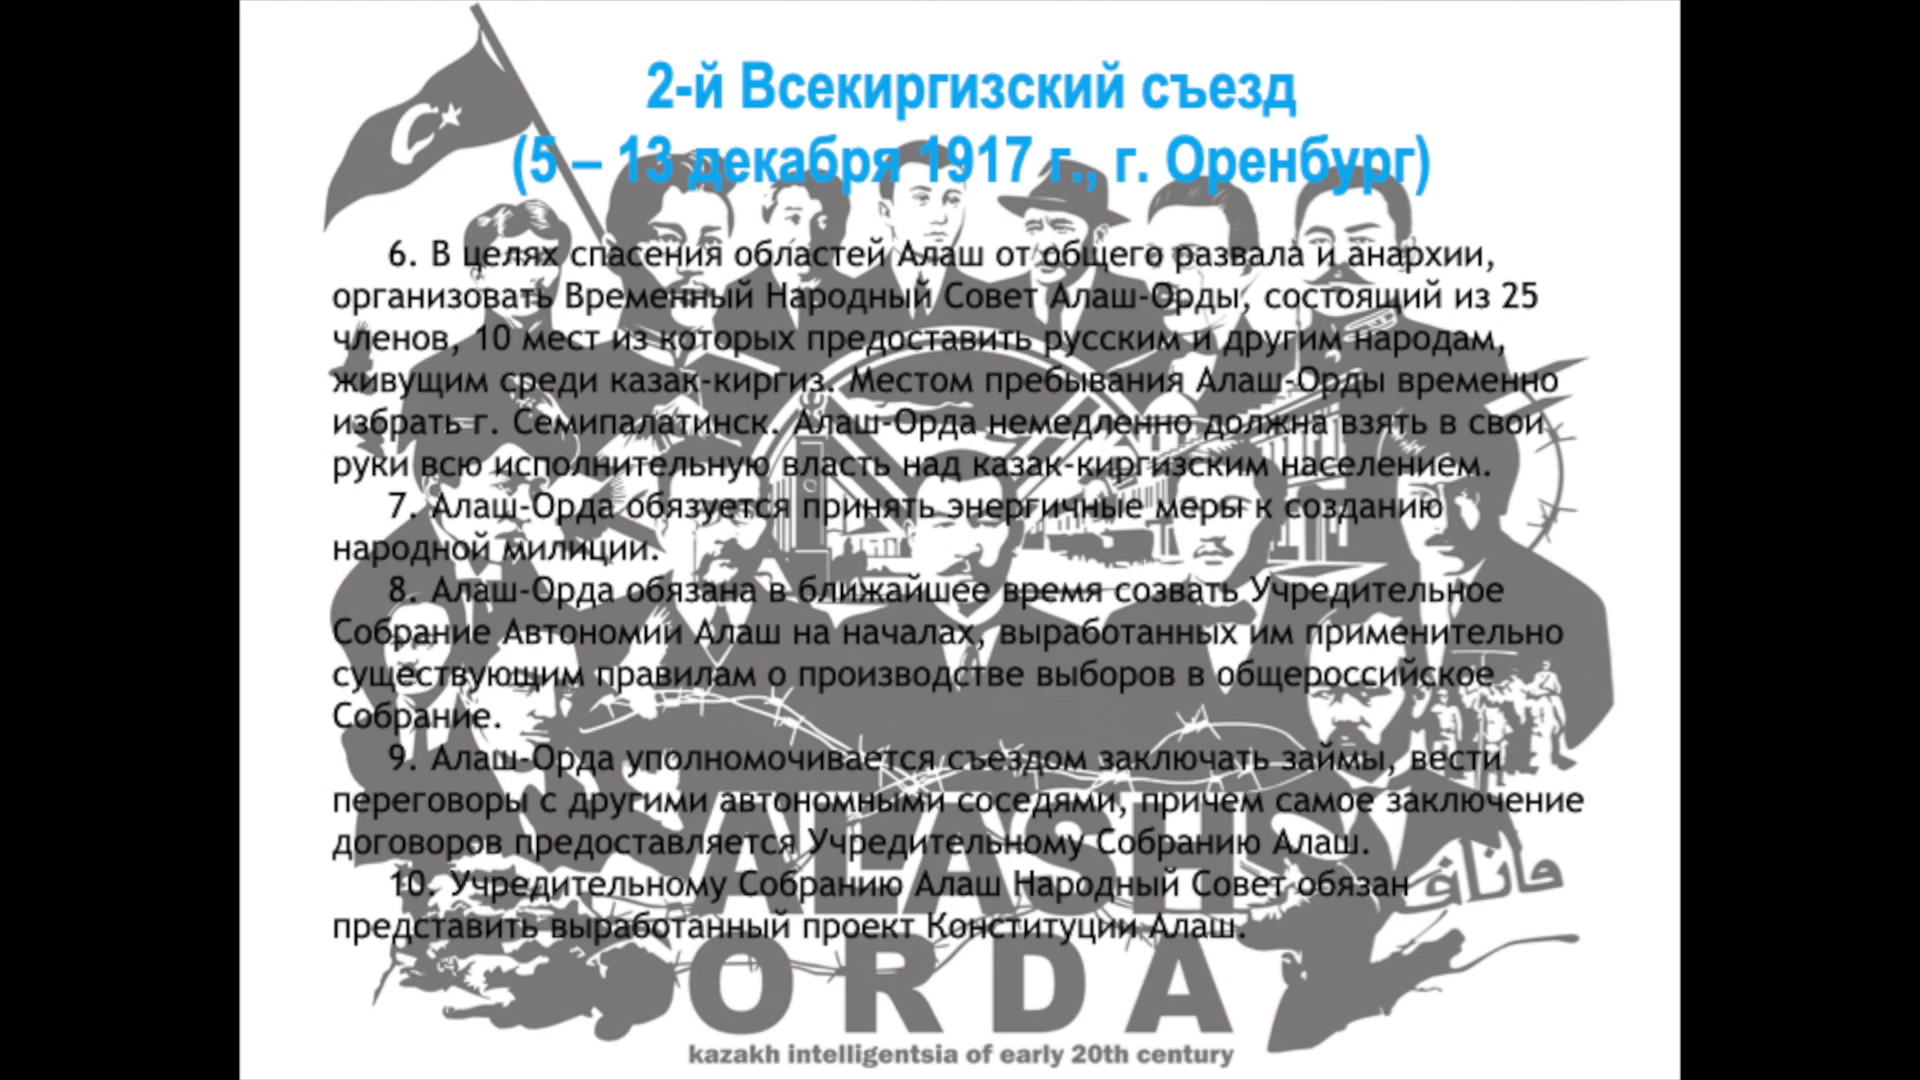 2-й Всекиргизский съезд
(5 – 13 декабря 1917 г., г. Оренбург)
6. В целях спасения областей Алаш от общего развала и анархии,
организовать Временный Народный Совет Алаш-Орды, состоящий из 25
членов, 10 мест из которых предоставить русским и другим народам,
живущим среди казак-киргиз. Местом пребывания Алаш-Орды временно
избрать г. Семипалатинск. Алаш-Орда немедленно должна взять в свои
руки всю исполнительную власть над казак-киргизским населением.
7. Алаш-Орда обязуется принять энергичные меры к созданию
народной милиции.
8. Алаш-Орда обязана в ближайшее время созвать Учредительное
Собрание Автономии Алаш на началах, выработанных им применительно
существующим правилам о производстве выборов в общероссийское
Собрание.
9. Алаш-Орда уполномочивается съездом заключать займы, вести
переговоры с другими автономными соседями, причем самое заключение
договоров предоставляется Учредительному Собранию Алаш.
10. Учредительному Собранию Алаш Народный Совет обязан
представить выработанный проект Конституции Алаш.
ALASH
ORDA
kazakh intelligentsia of early 20th century